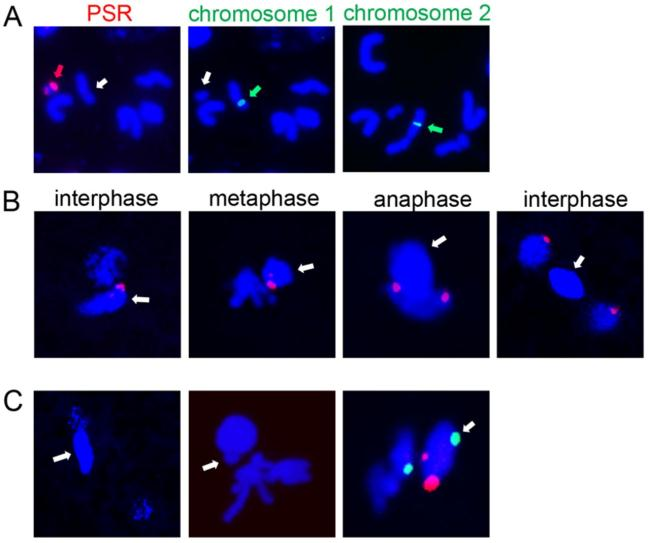 A
PSR
chromosome 1
chromosome 2
B
interphase
metaphase
anaphase
interphase
C